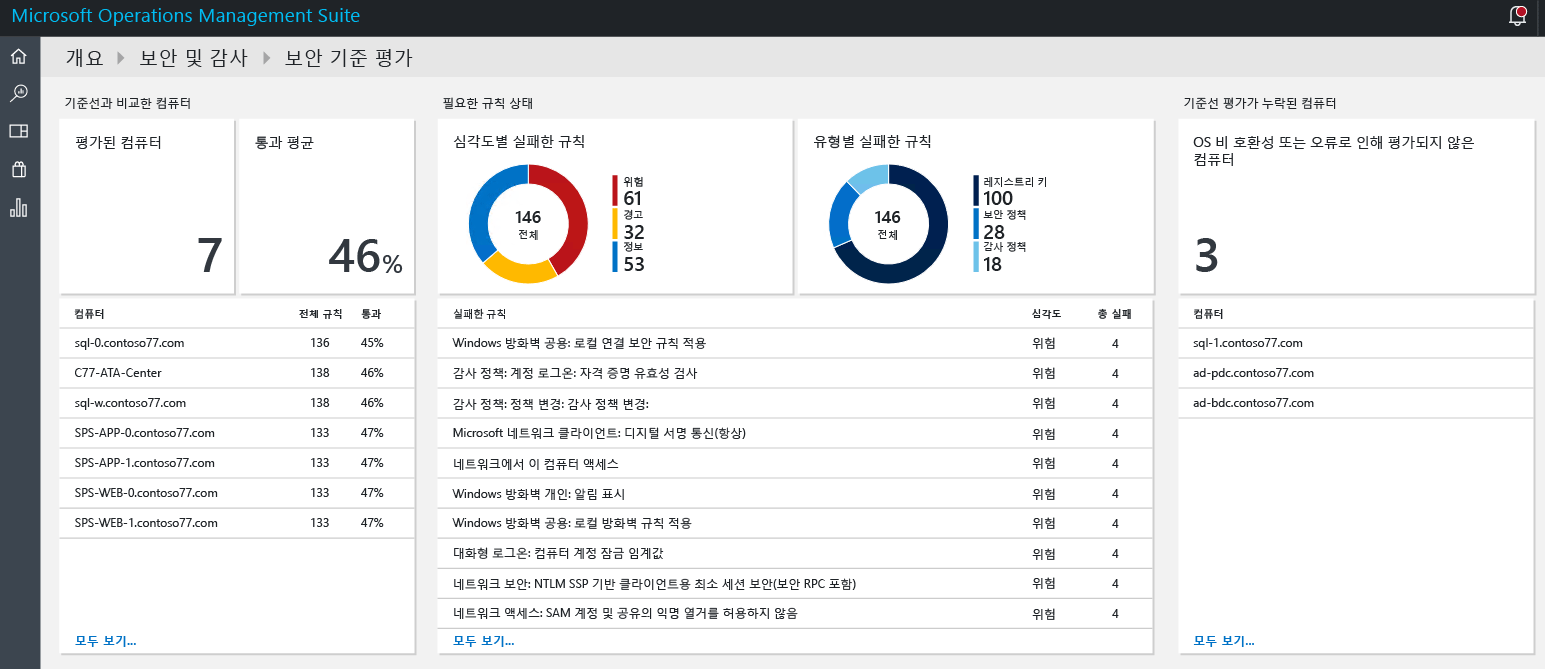 Microsoft Operations Management Suite
개요 보안 및 감사 보안 기준 평가
기준선과 비교한 컴퓨터
평가된 컴퓨터
7
통과 평균
46%
컴퓨터 전체 규칙 통과
sql-0.contoso77.com 136 45%
C77-ATA-Center 138 46%
sql-w.contoso77.com 138 46%
SPS-APP-0.contoso77.com 133 47%
SPS-APP-1.contoso77.com 133 47%
SPS-WEB-0.contoso77.com 133 47%
SPS-WEB-1.contoso77.com 133 47%
모두 보기...
필요한 규칙 상태
심각도별 실패한 규칙
146
전체
위험
61
경고
32
정보
53
유형별 실패한 규칙
146
전체
레지스트리 키
100
보안 정책
28
감사 정책
18
실패한 규칙 심각도 총 실패
Windows 방화벽 공용: 로컬 연결 보안 규칙 적용 위험 4
감사 정책: 계정 로그온: 자격 증명 유효성 검사 위험 4
감사 정책: 정책 변경: 감사 정책 변경: 위험 4
Microsoft 네트워크 클라이언트: 디지털 서명 통신(항상) 위험 4
네트워크에서 이 컴퓨터 액세스 위험 4
Windows 방화벽 개인: 알림 표시 위험 4
Windows 방화벽 공용: 로컬 방화벽 규칙 적용 위험 4
대화형 로그온: 컴퓨터 계정 잠금 임계값 위험 4
네트워크 보안: NTLM SSP 기반 클라이언트용 최소 세션 보안(보안 RPC 포함) 위험 4
네트워크 액세스: SAM 계정 및 공유의 익명 열거를 허용하지 않음 위험 4
모두 보기...
기준선 평가가 누락된 컴퓨터
OS 비 호환성 또는 오류로 인해 평가되지 않은
컴퓨터
3
컴퓨터
sql-1.contoso77.com
ad-pdc.contoso77.com
ad-bdc.contoso77.com
모두 보기...